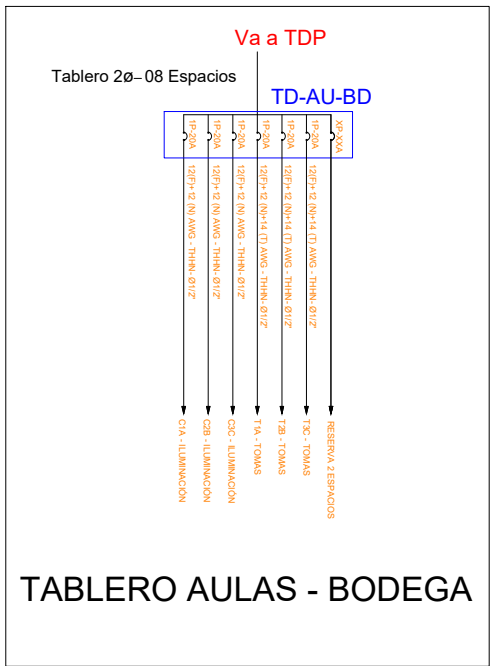 Va a TDP
Tablero 2ø–08 Espacios
TD-AU-BD
1P-20A
1P-20A
1P-20A
1P-20A
1P-20A
1P-20A
XP-XXA
12(F)+12 (N) AWG - THHN- Ø1/2'
12(F)+12 (N) AWG - THHN- Ø1/2'
12(F)+12 (N) AWG - THHN- Ø1/2'
12(F)+12 (N)+14 (T) AWG - THHN- Ø1/2'
12(F)+12 (N)+14 (T) AWG - THHN- Ø1/2'
12(F)+12 (N)+14 (T) AWG - THHN- Ø1/2'
C1A - ILUMINACIÓN
C2B - ILUMINACIÓN
C3C - ILUMINACIÓN
T1A - TOMAS
T2B - TOMAS
T3C - TOMAS
RESERVA 2 ESPACIOS
TABLERO AULAS - BODEGA